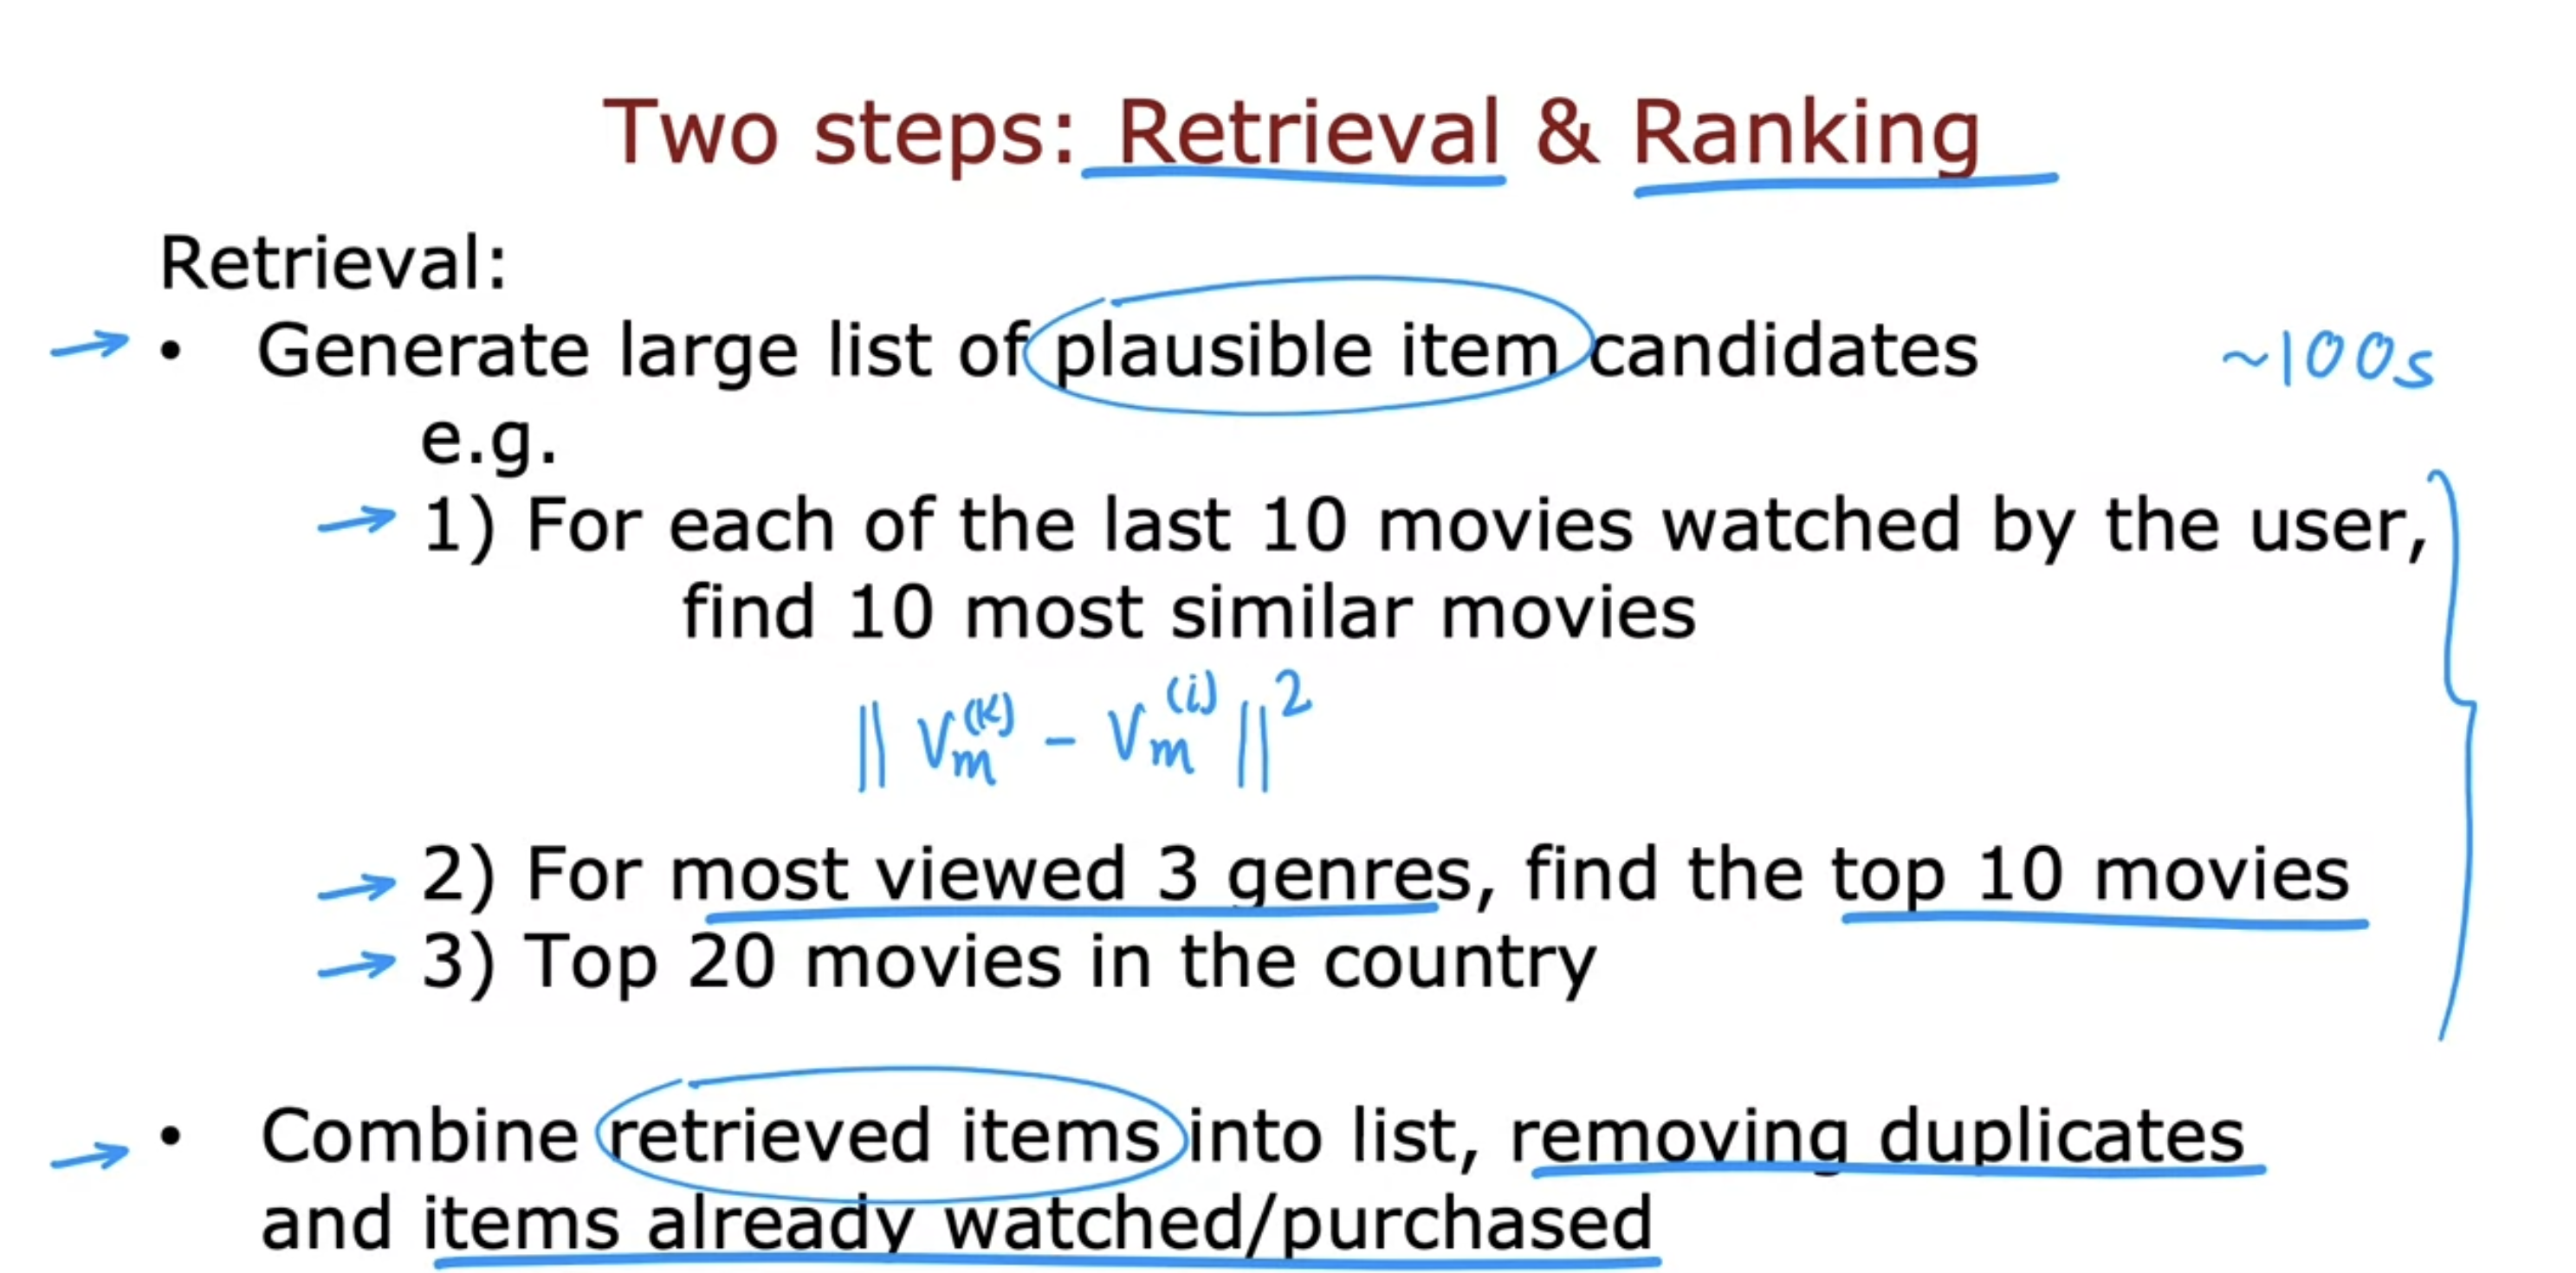 Two steps: Retrieval & Ranking
Retrieval:
• Generate large list of plausible item candidates ~100s
e.g.
1) For each of the last 10 movies watched by the user,
find 10 most similar movies
|| V_m^(k) - V_m^(i) ||^2
2) For most viewed 3 genres, find the top 10 movies
3) Top 20 movies in the country
• Combine retrieved items into list, removing duplicates
and items already watched/purchased